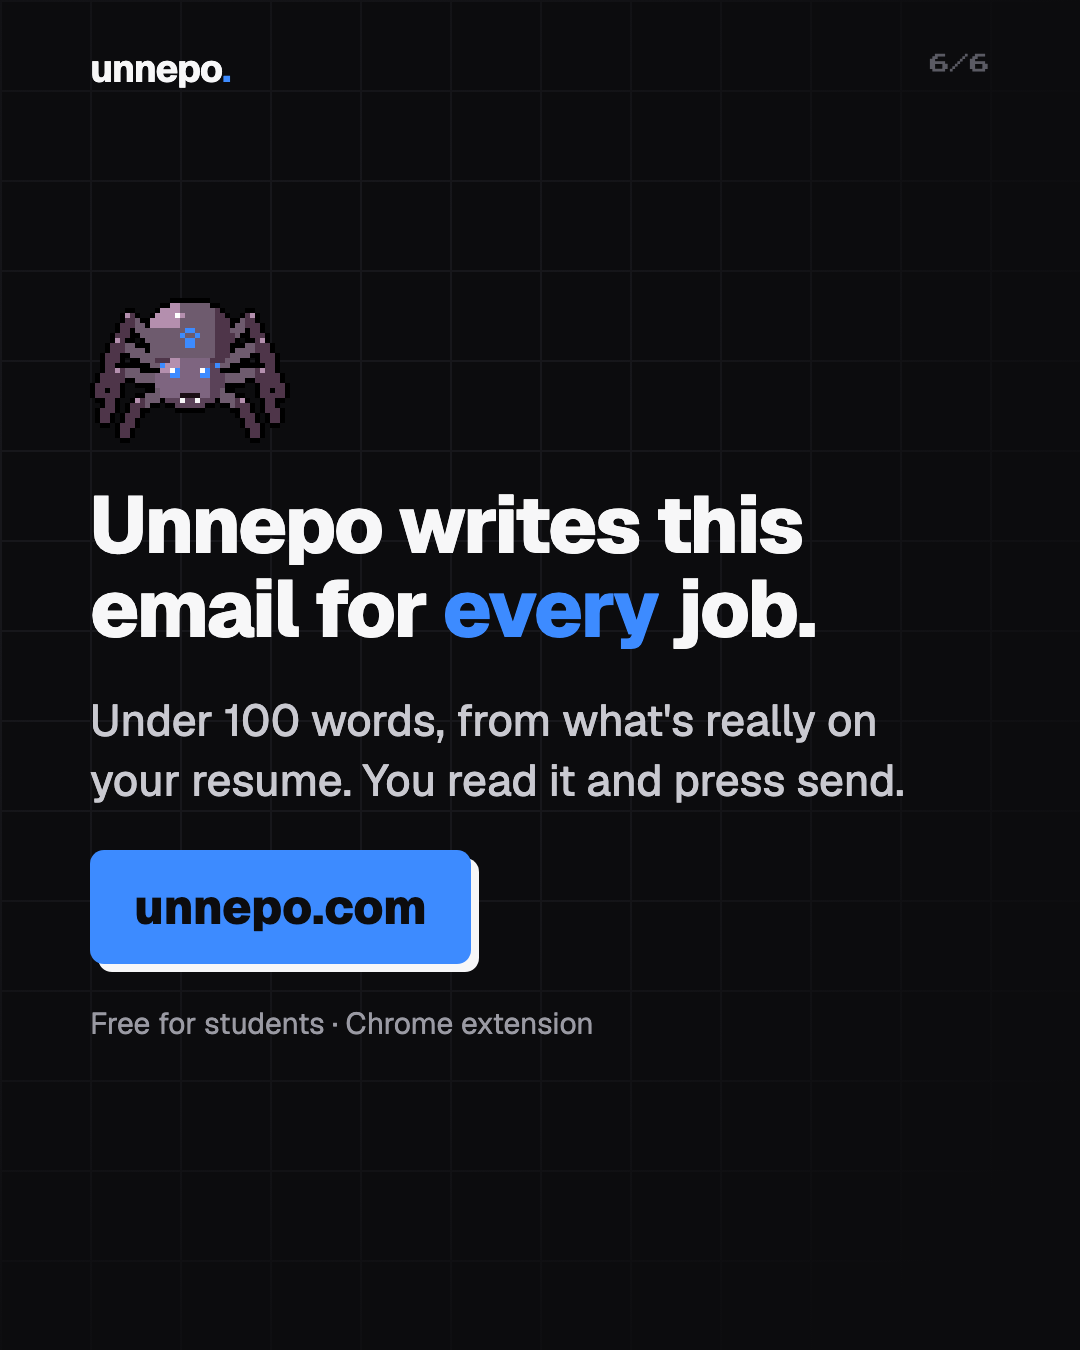 unnepo.
6/6
Unnepo writes this
email for every job.
Under 100 words, from what's really on
your resume. You read it and press send.
unnepo.com
Free for students · Chrome extension